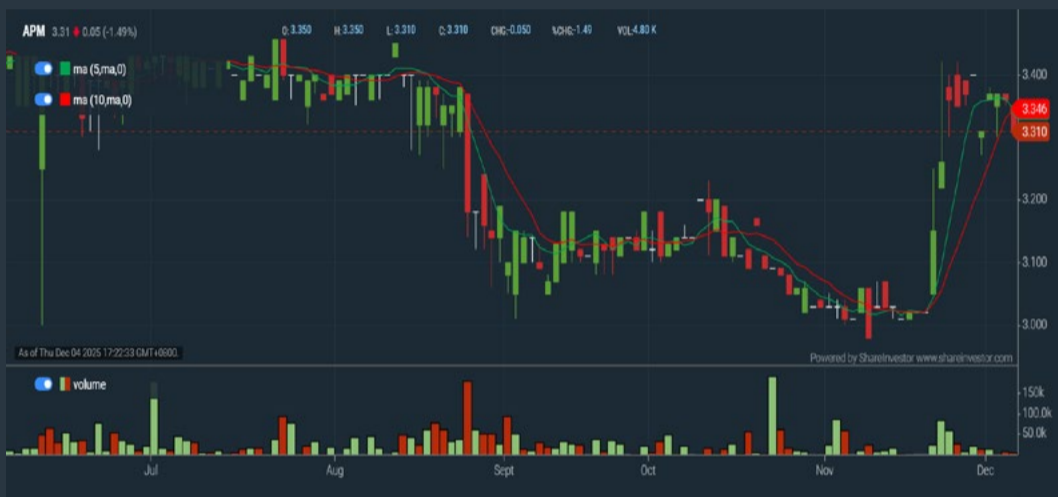 APM 3.31 0.05 (-1.49%) O: 3.350 H: 3.350 L: 3.310 C: 3.310 CHG:-0.050 %CHG:-1.49 VOL:4.80 K
ma (5,ma,0)
ma (10,ma,0)
3.400
3.346
3.310
3.200
3.100
3.000
As of Thu Dec 04 2025 17:22:33 GMT+0800.
Powered by ShareInvestor www.shareinvestor.com
volume
150k
100.0k
50.0k
Jul Aug Sept Oct Nov Dec